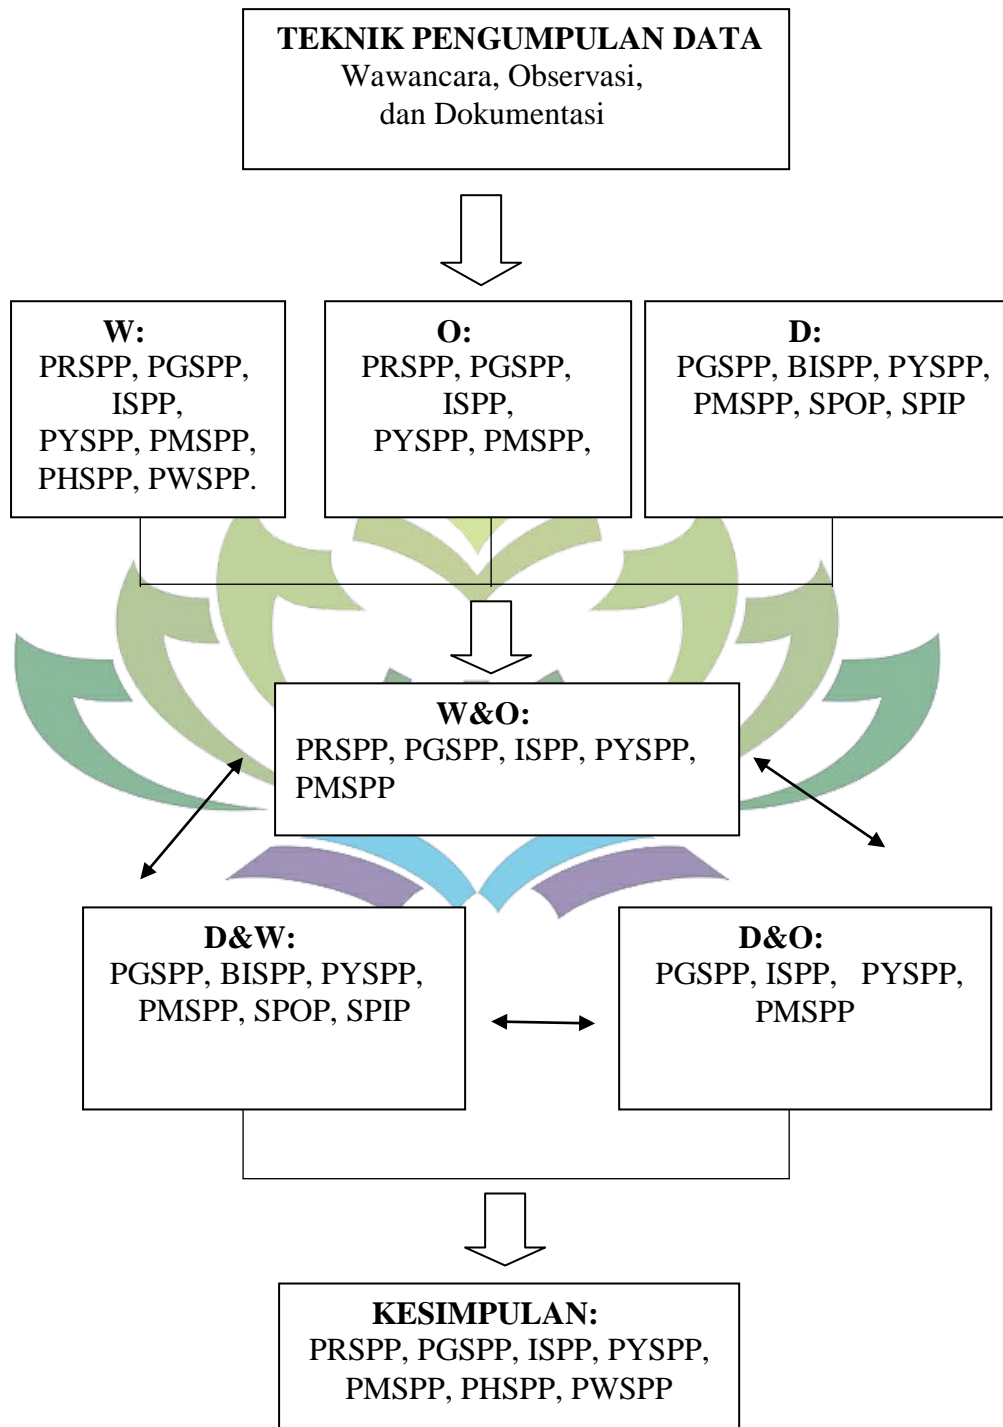 TEKNIK PENGUMPULAN DATA
Wawancara, Observasi,
dan Dokumentasi
W:
PRSPP, PGSPP,
ISPP,
PYSPP, PMSPP,
PHSPP, PWSPP.
O:
PRSPP, PGSPP,
ISPP,
PYSPP, PMSPP,
D:
PGSPP, BISPP, PYSPP,
PMSPP, SPOP, SPIP
W&O:
PRSPP, PGSPP, ISPP, PYSPP,
PMSPP
D&W:
PGSPP, BISPP, PYSPP,
PMSPP, SPOP, SPIP
D&O:
PGSPP, ISPP, PYSPP,
PMSPP
KESIMPULAN:
PRSPP, PGSPP, ISPP, PYSPP,
PMSPP, PHSPP, PWSPP